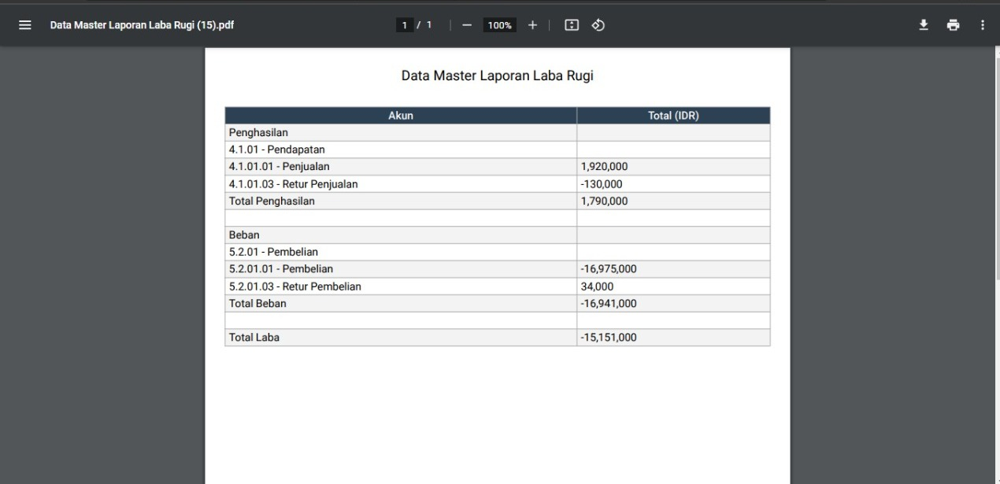 Data Master Laporan Laba Rugi (15).pdf 1 / 1 100%
Data Master Laporan Laba Rugi
Akun Total (IDR)
Penghasilan
4.1.01 - Pendapatan
4.1.01.01 - Penjualan 1,920,000
4.1.01.03 - Retur Penjualan -130,000
Total Penghasilan 1,790,000
Beban
5.2.01 - Pembelian
5.2.01.01 - Pembelian -16,975,000
5.2.01.03 - Retur Pembelian 34,000
Total Beban -16,941,000
Total Laba -15,151,000